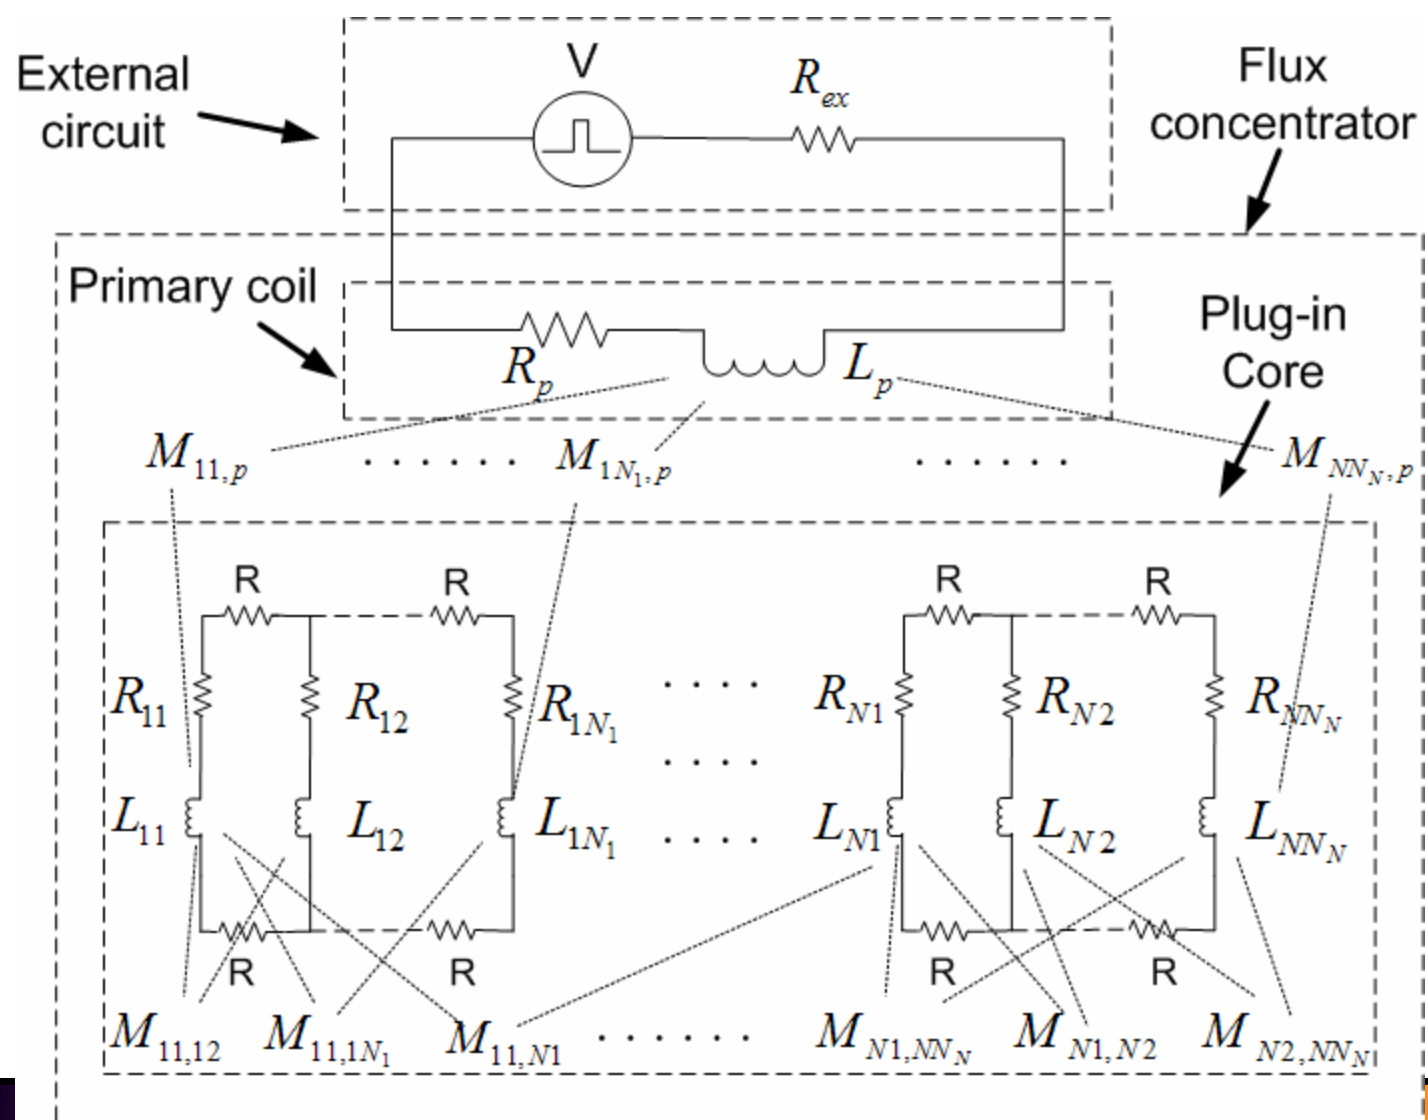 External
circuit
V
R_ex
Flux
concentrator
Primary coil
R_p
L_p
Plug-in
Core
M_11,p
. . . . . .
M_1N_1,p
. . . . . .
M_NN_N,p
R R R R
R_11 R_12 R_1N_1 . . . . R_N1 R_N2 R_NN_N
. . . .
L_11 L_12 L_1N_1 . . . . L_N1 L_N2 L_NN_N
R R R R
M_11,12 M_11,1N_1 M_11,N1 . . . . . . M_N1,NN_N M_N1,N2 M_N2,NN_N